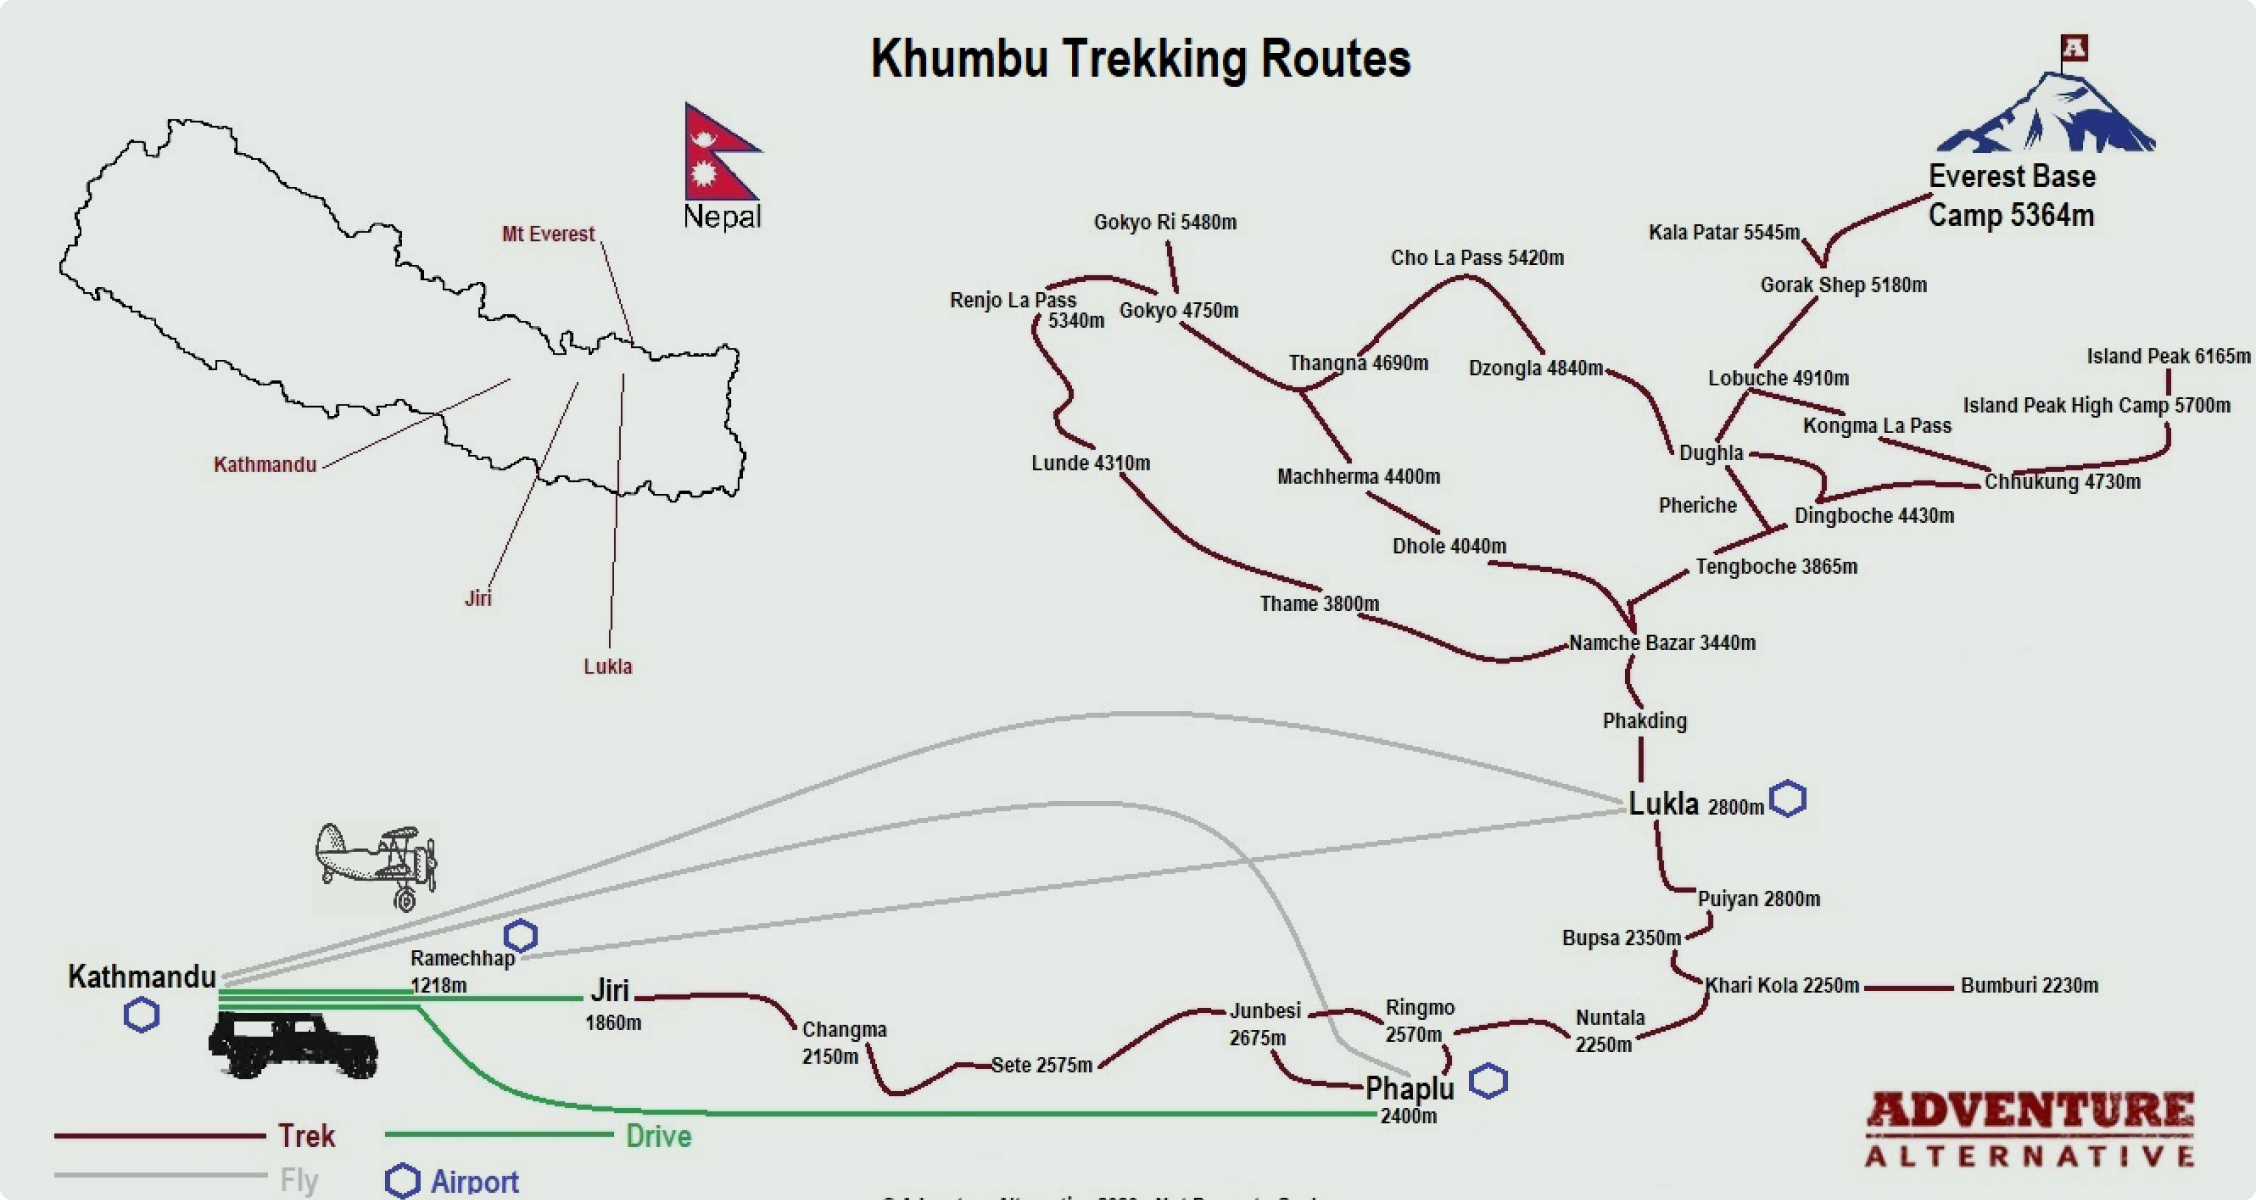 Khumbu Trekking Routes
A
Nepal
Mt Everest
Kathmandu
Jiri
Lukla
Everest Base
Camp 5364m
Kala Patar 5545m
Gorak Shep 5180m
Gokyo Ri 5480m
Cho La Pass 5420m
Renjo La Pass
5340m
Gokyo 4750m
Thangna 4690m
Dzongla 4840m
Lobuche 4910m
Island Peak 6165m
Island Peak High Camp 5700m
Kongma La Pass
Dughla
Lunde 4310m
Machherma 4400m
Chhukung 4730m
Pheriche
Dingboche 4430m
Dhole 4040m
Tengboche 3865m
Thame 3800m
Namche Bazar 3440m
Phakding
Lukla 2800m
Puiyan 2800m
Bupsa 2350m
Khari Kola 2250m
Bumburi 2230m
Kathmandu
Ramechhap
1218m
Jiri
1860m
Changma
2150m
Sete 2575m
Junbesi
2675m
Ringmo
2570m
Nuntala
2250m
Phaplu
2400m
Trek
Drive
Fly
Airport
ADVENTURE
ALTERNATIVE